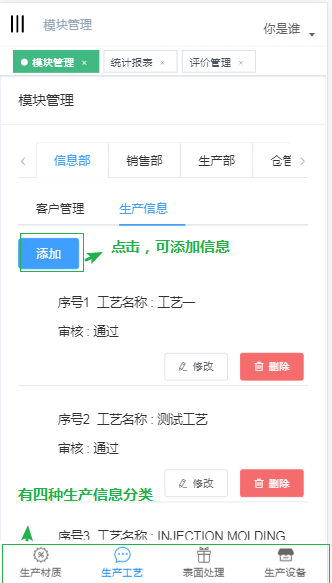 模块管理
你是谁
模块管理 ×
统计报表 ×
评价管理 ×
模块管理
信息部
销售部
生产部
仓管
客户管理
生产信息
添加
点击，可添加信息
序号1 工艺名称 : 工艺一
审核 : 通过
修改
删除
序号2 工艺名称 : 测试工艺
审核 : 通过
修改
删除
有四种生产信息分类
序号3 工艺名称 : INJECTION MOLDING
生产材质
生产工艺
表面处理
生产设备